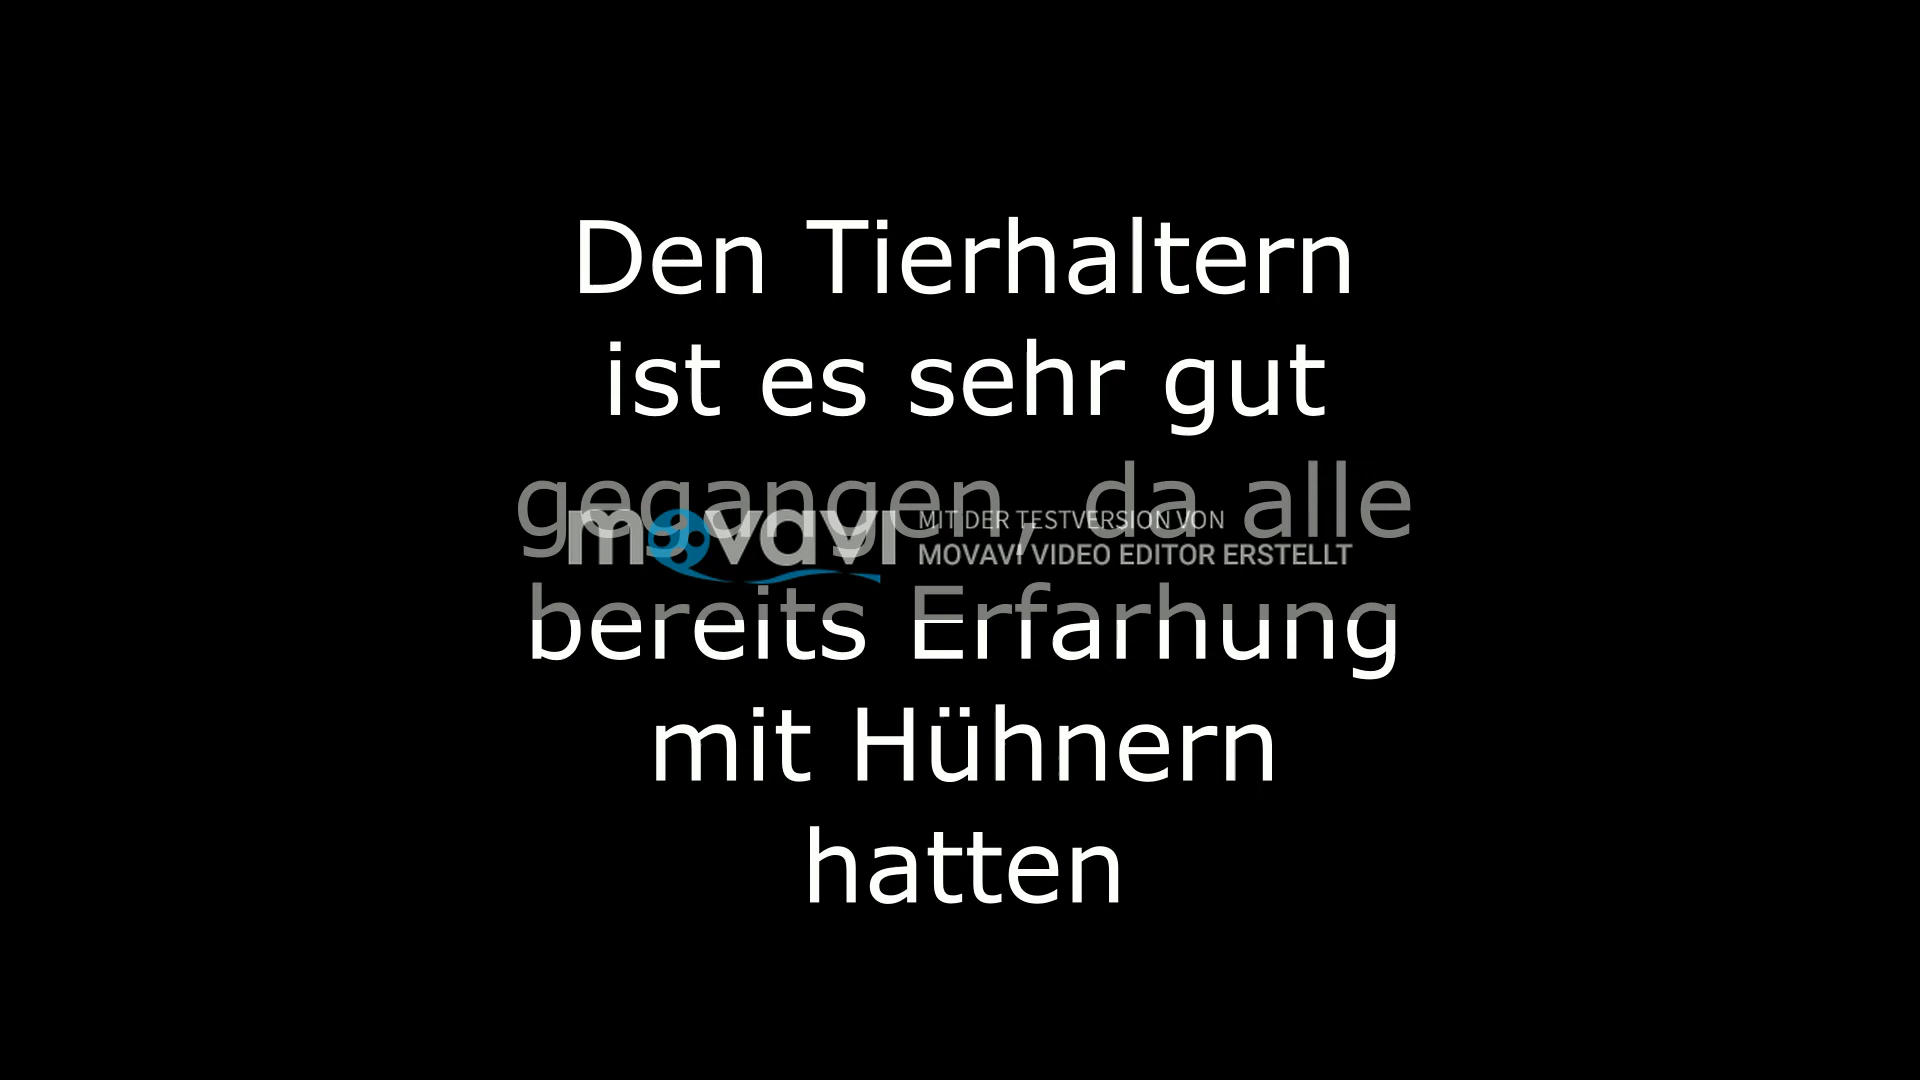 Den Tierhaltern
ist es sehr gut
gegangen, da alle
movavi
MIT DER TESTVERSION VON
MOVAVI VIDEO EDITOR ERSTELLT
bereits Erfarhung
mit Hühnern
hatten